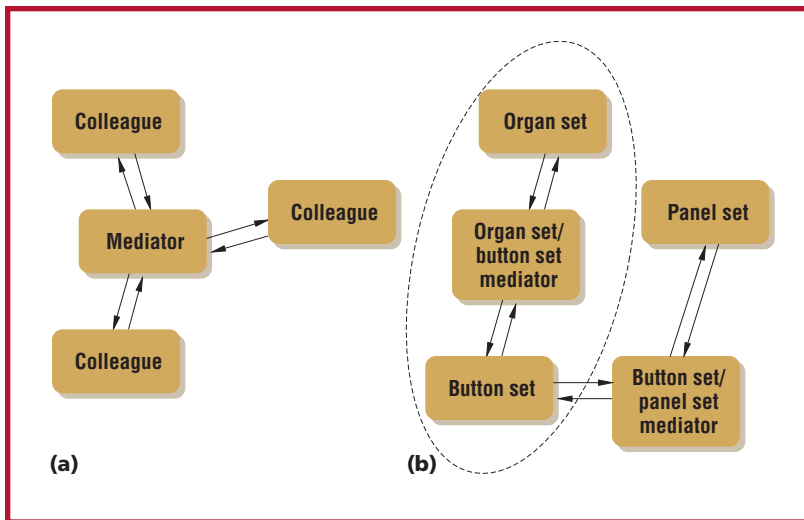 Colleague
Mediator
Colleague
Colleague
(a)
Organ set
Organ set/
button set
mediator
Panel set
Button set
Button set/
panel set
mediator
(b)